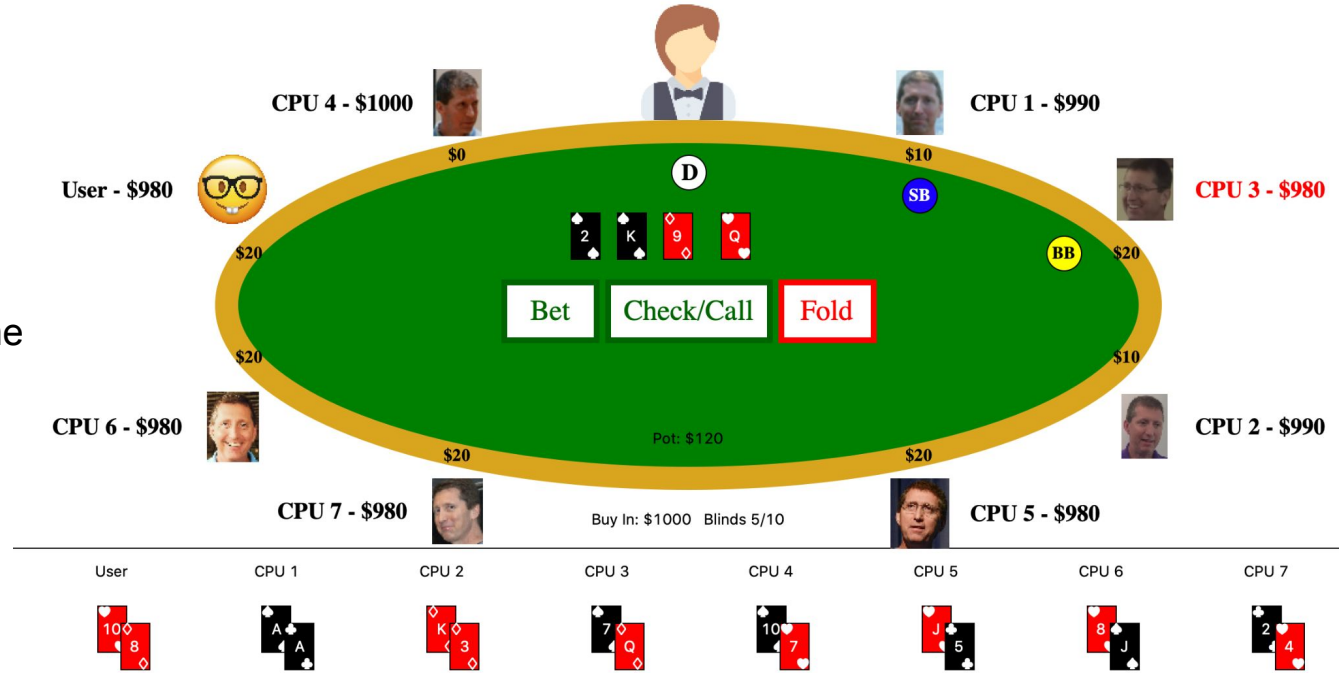 CPU 4 - $1000
CPU 1 - $990
$0
$10
D
User - $980
SB
CPU 3 - $980
2 K 9 Q
$20
BB
$20
Bet
Check/Call
Fold
$20
$10
CPU 6 - $980
Pot: $120
CPU 2 - $990
$20
$20
CPU 7 - $980
Buy In: $1000 Blinds 5/10
CPU 5 - $980
User CPU 1 CPU 2 CPU 3 CPU 4 CPU 5 CPU 6 CPU 7
10 A K 7 10 J 8 2
8 A 3 Q 7 5 J 4